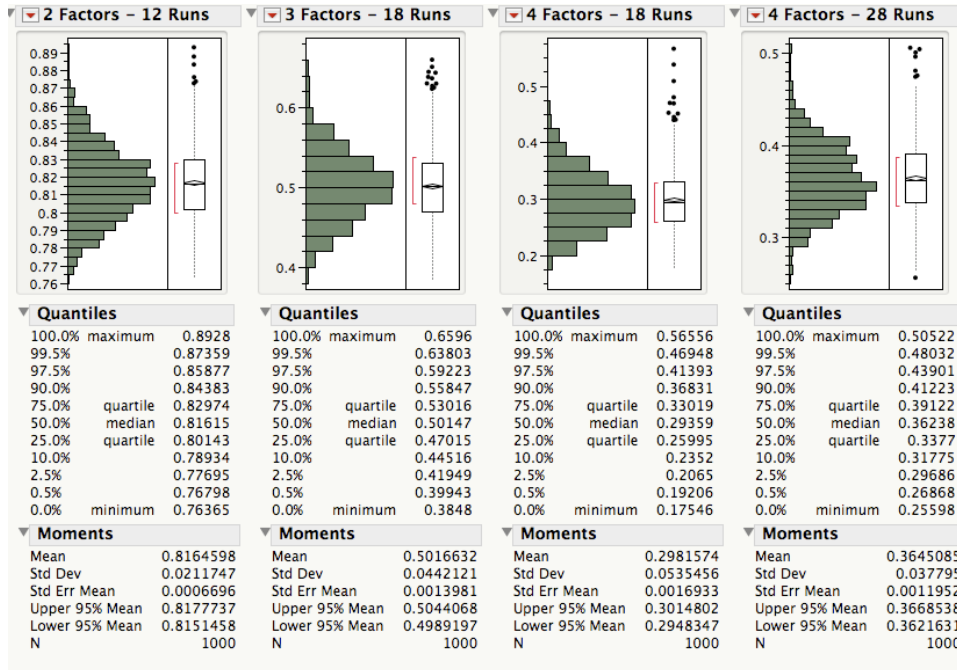 2 Factors – 12 Runs
0.89
0.88
0.87
0.86
0.85
0.84
0.83
0.82
0.81
0.8
0.79
0.78
0.77
0.76
Quantiles
100.0% maximum 0.8928
99.5% 0.87359
97.5% 0.85877
90.0% 0.84383
75.0% quartile 0.82974
50.0% median 0.81615
25.0% quartile 0.80143
10.0% 0.78934
2.5% 0.77695
0.5% 0.76798
0.0% minimum 0.76365
Moments
Mean 0.8164598
Std Dev 0.0211747
Std Err Mean 0.0006696
Upper 95% Mean 0.8177737
Lower 95% Mean 0.8151458
N 1000
3 Factors – 18 Runs
0.6
0.5
0.4
Quantiles
100.0% maximum 0.6596
99.5% 0.63803
97.5% 0.59223
90.0% 0.55847
75.0% quartile 0.53016
50.0% median 0.50147
25.0% quartile 0.47015
10.0% 0.44516
2.5% 0.41949
0.5% 0.39943
0.0% minimum 0.3848
Moments
Mean 0.5016632
Std Dev 0.0442121
Std Err Mean 0.0013981
Upper 95% Mean 0.5044068
Lower 95% Mean 0.4989197
N 1000
4 Factors – 18 Runs
0.5
0.4
0.3
0.2
Quantiles
100.0% maximum 0.56556
99.5% 0.46948
97.5% 0.41393
90.0% 0.36831
75.0% quartile 0.33019
50.0% median 0.29359
25.0% quartile 0.25995
10.0% 0.2352
2.5% 0.2065
0.5% 0.19206
0.0% minimum 0.17546
Moments
Mean 0.2981574
Std Dev 0.0535456
Std Err Mean 0.0016933
Upper 95% Mean 0.3014802
Lower 95% Mean 0.2948347
N 1000
4 Factors – 28 Runs
0.5
0.4
0.3
Quantiles
100.0% maximum 0.50522
99.5% 0.48032
97.5% 0.43901
90.0% 0.41223
75.0% quartile 0.39122
50.0% median 0.36238
25.0% quartile 0.3377
10.0% 0.31775
2.5% 0.29686
0.5% 0.26868
0.0% minimum 0.25598
Moments
Mean 0.3645085
Std Dev 0.037795
Std Err Mean 0.0011952
Upper 95% Mean 0.3668538
Lower 95% Mean 0.3621631
N 1000